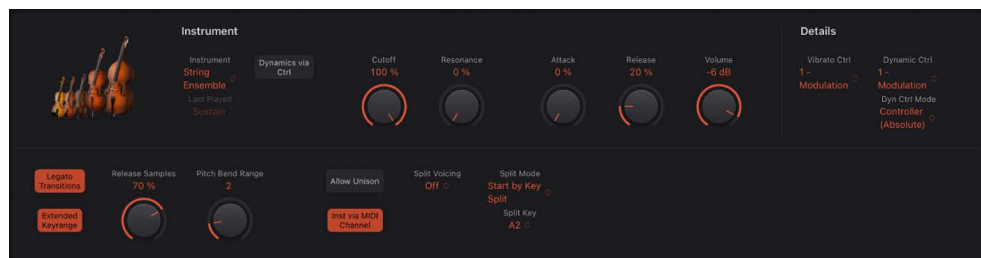 Instrument
Details
Instrument
String
Ensemble
Last Played
Sustain
Dynamics via
Ctrl
Cutoff
100 %
Resonance
0 %
Attack
0 %
Release
20 %
Volume
-6 dB
Vibrato Ctrl
1 -
Modulation
Dynamic Ctrl
1 -
Modulation
Dyn Ctrl Mode
Controller
(Absolute)
Legato
Transitions
Extended
Keyrange
Release Samples
70 %
Pitch Bend Range
2
Allow Unison
Inst via MIDI
Channel
Split Voicing
Off
Split Mode
Start by Key
Split
Split Key
A2